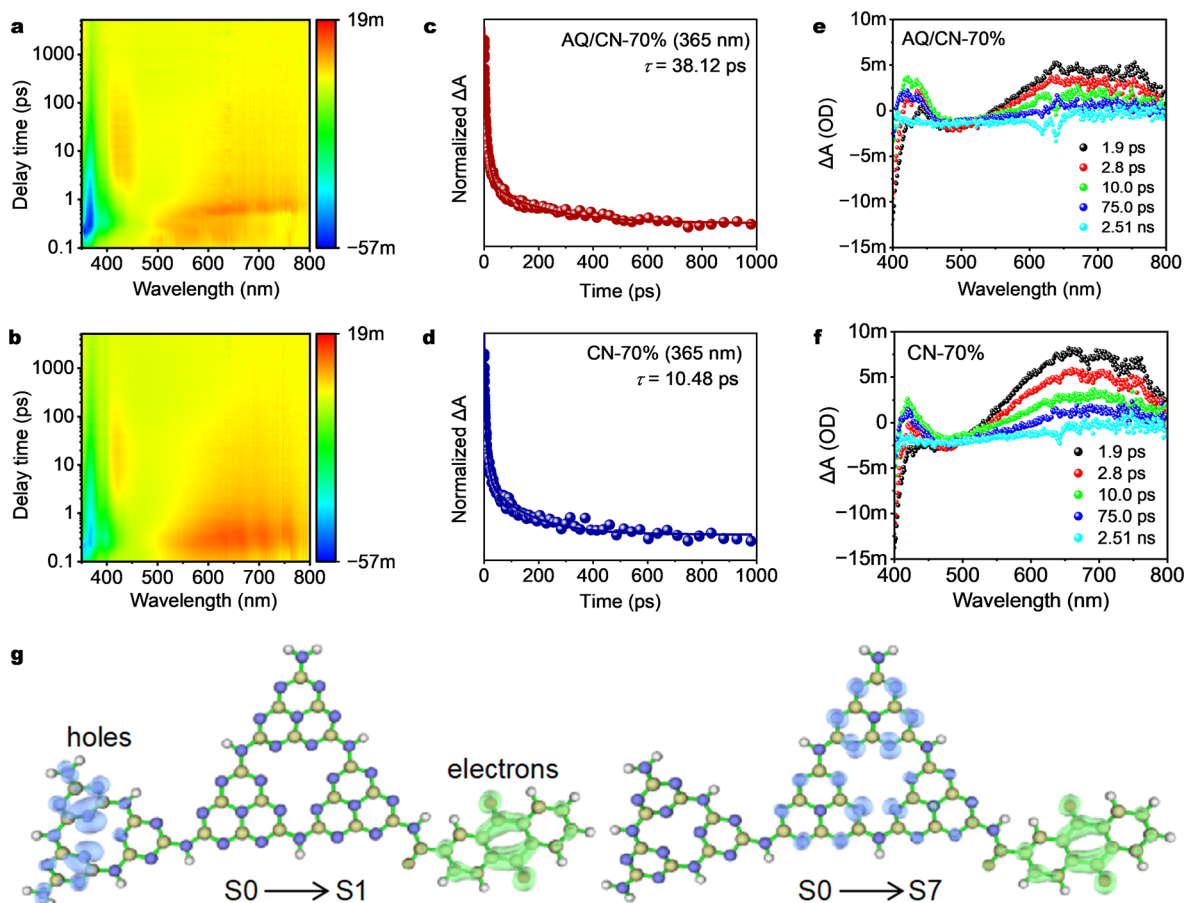 a
1000
100
10
1
0.1
Delay time (ps)
400 500 600 700 800
Wavelength (nm)
19m
−57m
c
AQ/CN-70% (365 nm)
τ = 38.12 ps
Normalized ΔA
0 200 400 600 800 1000
Time (ps)
e
AQ/CN-70%
10m
5m
0
−5m
−10m
−15m
ΔA (OD)
1.9 ps
2.8 ps
10.0 ps
75.0 ps
2.51 ns
400 500 600 700 800
Wavelength (nm)
b
1000
100
10
1
0.1
Delay time (ps)
400 500 600 700 800
Wavelength (nm)
19m
−57m
d
CN-70% (365 nm)
τ = 10.48 ps
Normalized ΔA
0 200 400 600 800 1000
Time (ps)
f
CN-70%
10m
5m
0
−5m
−10m
−15m
ΔA (OD)
1.9 ps
2.8 ps
10.0 ps
75.0 ps
2.51 ns
400 500 600 700 800
Wavelength (nm)
g
holes
electrons
S0 → S1
S0 → S7